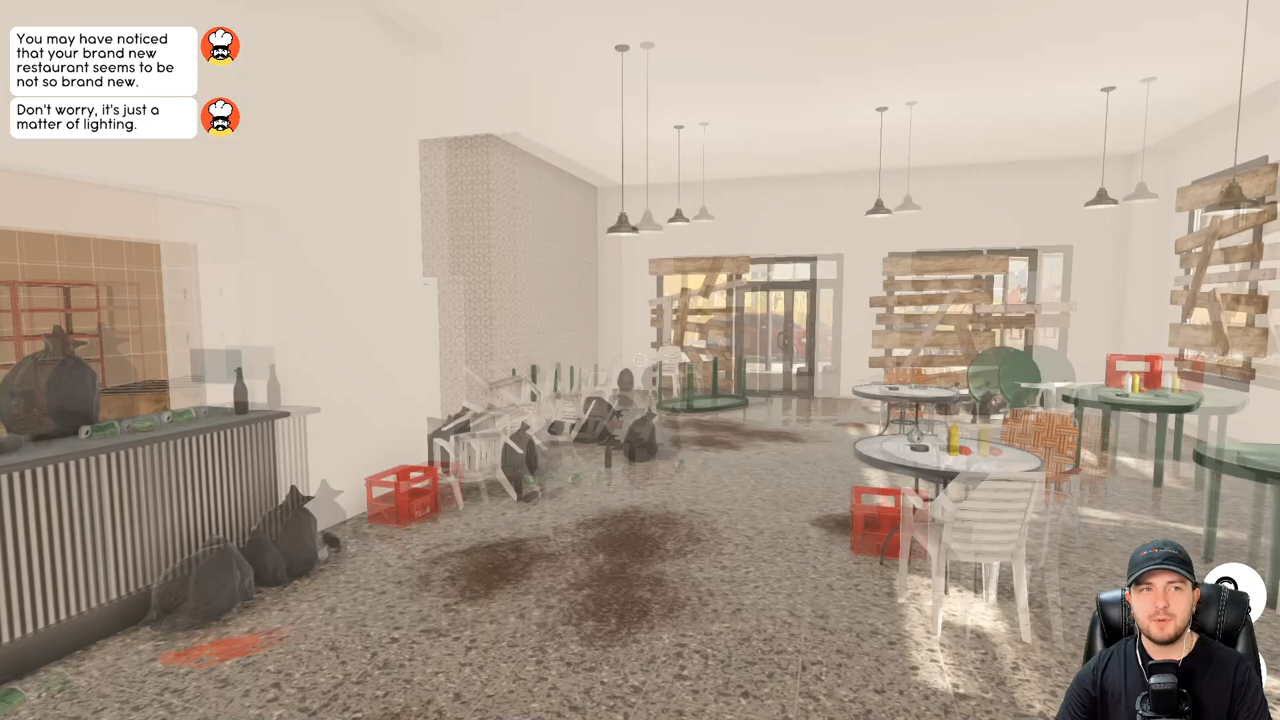 You may have noticed
that your brand new
restaurant seems to be
not so brand new.
Don't worry, it's just a
matter of lighting.